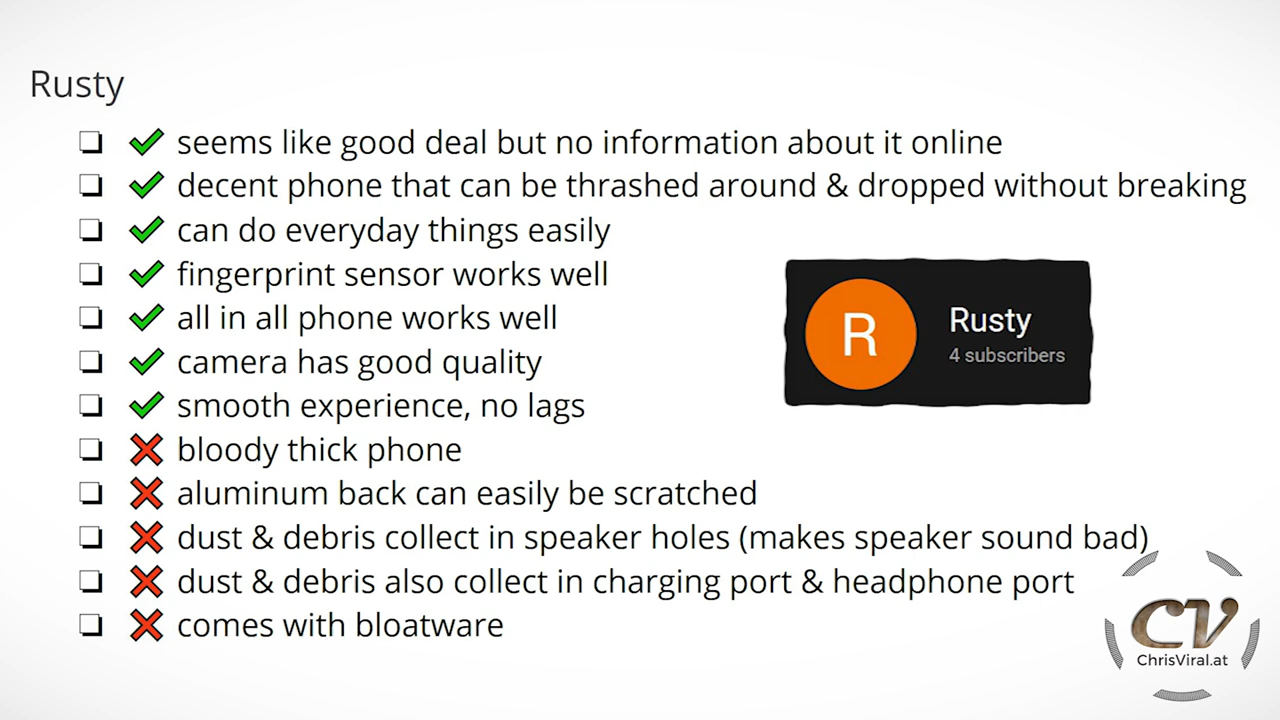 Rusty
seems like good deal but no information about it online
decent phone that can be thrashed around & dropped without breaking
can do everyday things easily
fingerprint sensor works well
all in all phone works well
camera has good quality
smooth experience, no lags
bloody thick phone
aluminum back can easily be scratched
dust & debris collect in speaker holes (makes speaker sound bad)
dust & debris also collect in charging port & headphone port
comes with bloatware
R
Rusty
4 subscribers
CV
ChrisViral.at